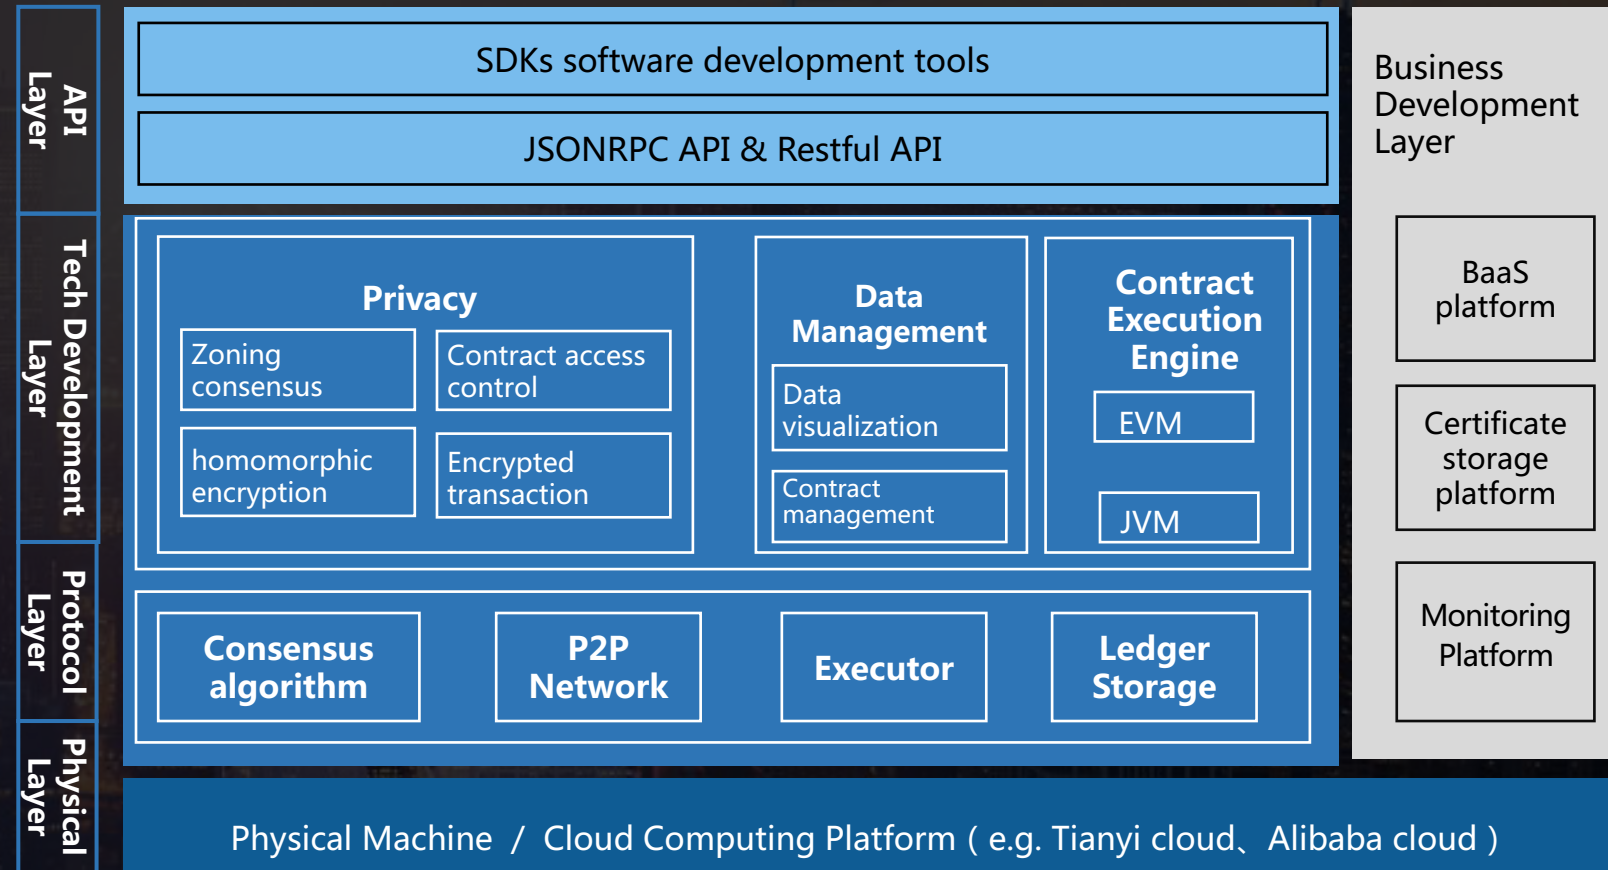 API
Layer
SDKs software development tools
JSONRPC API & Restful API
Tech Development
Layer
Privacy
Zoning
consensus
Contract access
control
homomorphic
encryption
Encrypted
transaction
Data
Management
Data
visualization
Contract
management
Contract
Execution
Engine
EVM
JVM
Protocol
Layer
Consensus
algorithm
P2P
Network
Executor
Ledger
Storage
Physical
Layer
Physical Machine / Cloud Computing Platform ( e.g. Tianyi cloud、Alibaba cloud )
Business
Development
Layer
BaaS
platform
Certificate
storage
platform
Monitoring
Platform